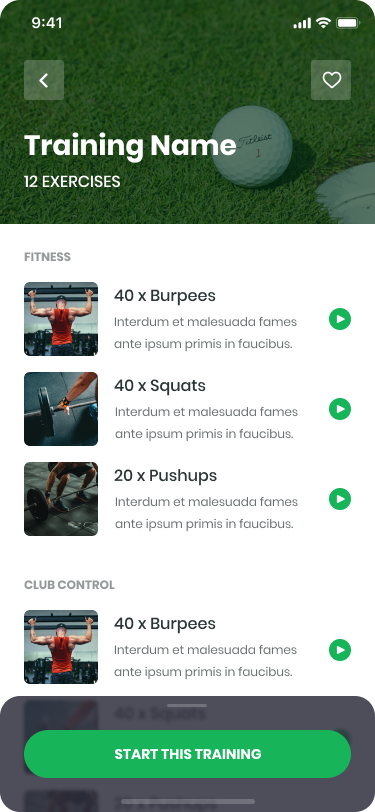 9:41
Titleist
1
Training Name
12 EXERCISES
FITNESS
40 x Burpees
Interdum et malesuada fames
ante ipsum primis in faucibus.
40 x Squats
Interdum et malesuada fames
ante ipsum primis in faucibus.
20 x Pushups
Interdum et malesuada fames
ante ipsum primis in faucibus.
CLUB CONTROL
40 x Burpees
Interdum et malesuada fames
ante ipsum primis in faucibus.
40 x Squats
START THIS TRAINING
20 x Pushups